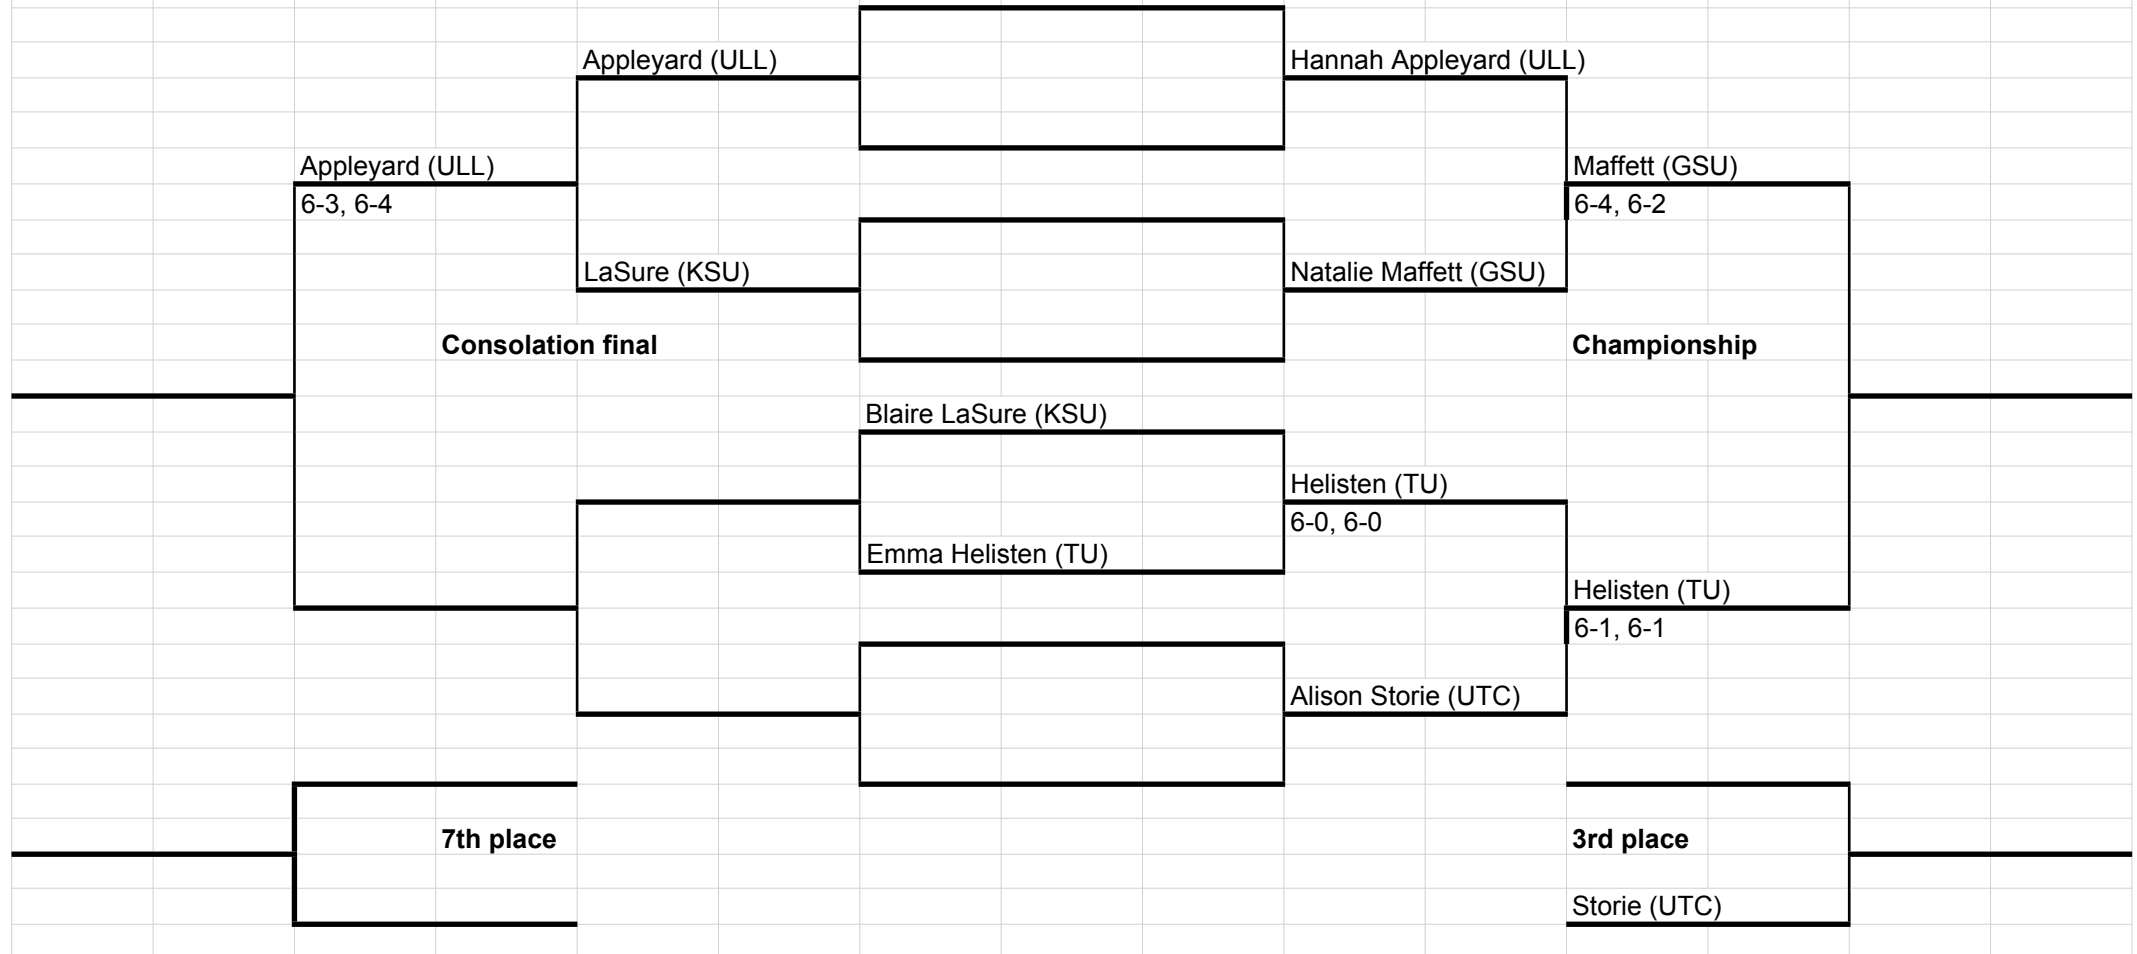 Appleyard (ULL)
Hannah Appleyard (ULL)
Appleyard (ULL)
Maffett (GSU)
6-3, 6-4
6-4, 6-2
LaSure (KSU)
Natalie Maffett (GSU)
Consolation final
Championship
Blaire LaSure (KSU)
Helisten (TU)
6-0, 6-0
Emma Helisten (TU)
Helisten (TU)
6-1, 6-1
Alison Storie (UTC)
7th place
3rd place
Storie (UTC)